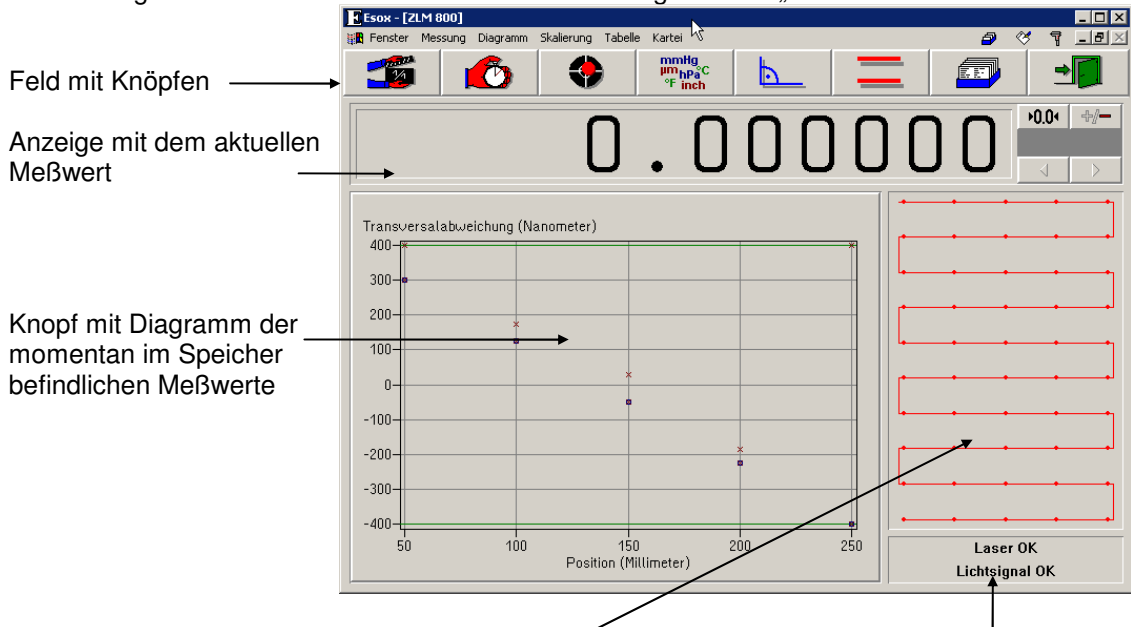 Esox - [ZLM 800]
Fenster Messung Diagramm Skalierung Tabelle Kartei
Feld mit Knöpfen
mmHg
µm hPa °C
°F inch
Anzeige mit dem aktuellen
Meßwert
0.000000
0.0
+/-
Transversalabweichung (Nanometer)
400
300
200
100
0
-100
-200
-300
-400
50 100 150 200 250
Position (Millimeter)
Knopf mit Diagramm der
momentan im Speicher
befindlichen Meßwerte
Laser OK
Lichtsignal OK